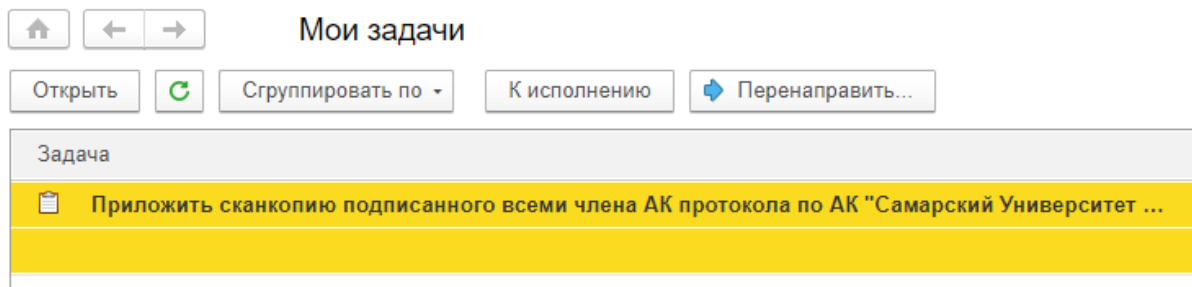 Мои задачи
Открыть Сгруппировать по К исполнению Перенаправить...
Задача
Приложить сканкопию подписанного всеми члена АК протокола по АК "Самарский Университет ...